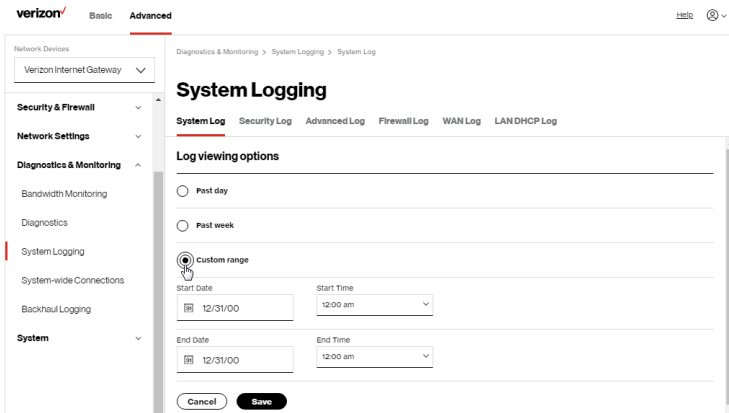 verizon✓ Basic Advanced Help
Network Devices
Verizon Internet Gateway
Security & Firewall
Network Settings
Diagnostics & Monitoring
Bandwidth Monitoring
Diagnostics
System Logging
System-wide Connections
Backhaul Logging
System
Diagnostics & Monitoring > System Logging > System Log
System Logging
System Log Security Log Advanced Log Firewall Log WAN Log LAN DHCP Log
Log viewing options
Past day
Past week
Custom range
Start Date Start Time
12/31/00 12:00 am
End Date End Time
12/31/00 12:00 am
Cancel Save